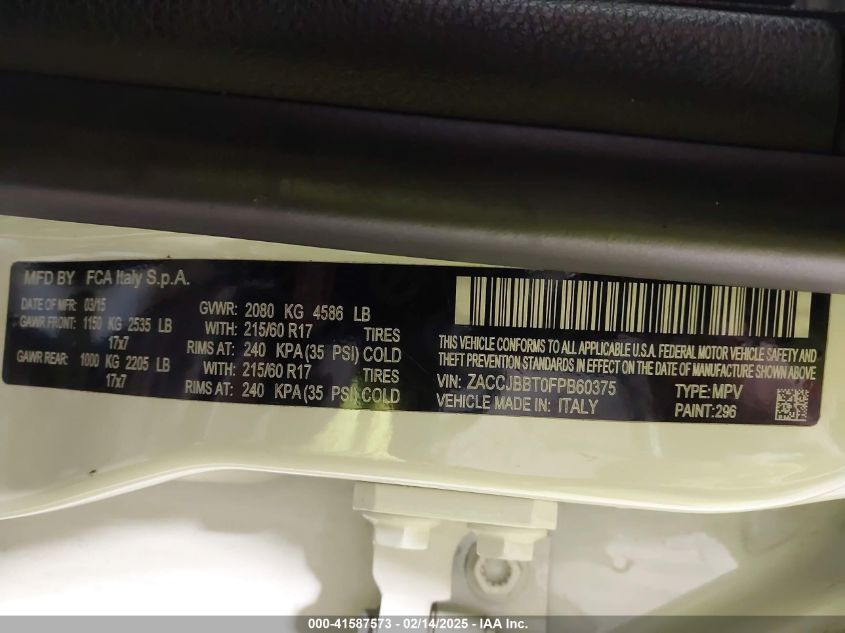 MFD BY FCA Italy S.p.A.
DATE OF MFR: 03/15 GVWR: 2080 KG 4586 LB
GAWR FRONT: 1150 KG 2535 LB WITH: 215/60 R17 TIRES
17x7 RIMS AT: 240 KPA (35 PSI) COLD
GAWR REAR: 1000 KG 2205 LB WITH: 215/60 R17 TIRES
17x7 RIMS AT: 240 KPA (35 PSI) COLD
THIS VEHICLE CONFORMS TO ALL APPLICABLE U.S.A. FEDERAL MOTOR VEHICLE SAFETY AND
THEFT PREVENTION STANDARDS IN EFFECT ON THE DATE OF MANUFACTURE SHOWN ABOVE.
VIN: ZACCJBBT0FPB60375 TYPE: MPV
VEHICLE MADE IN: ITALY PAINT: 296
000-41587573 - 02/14/2025 - IAA Inc.